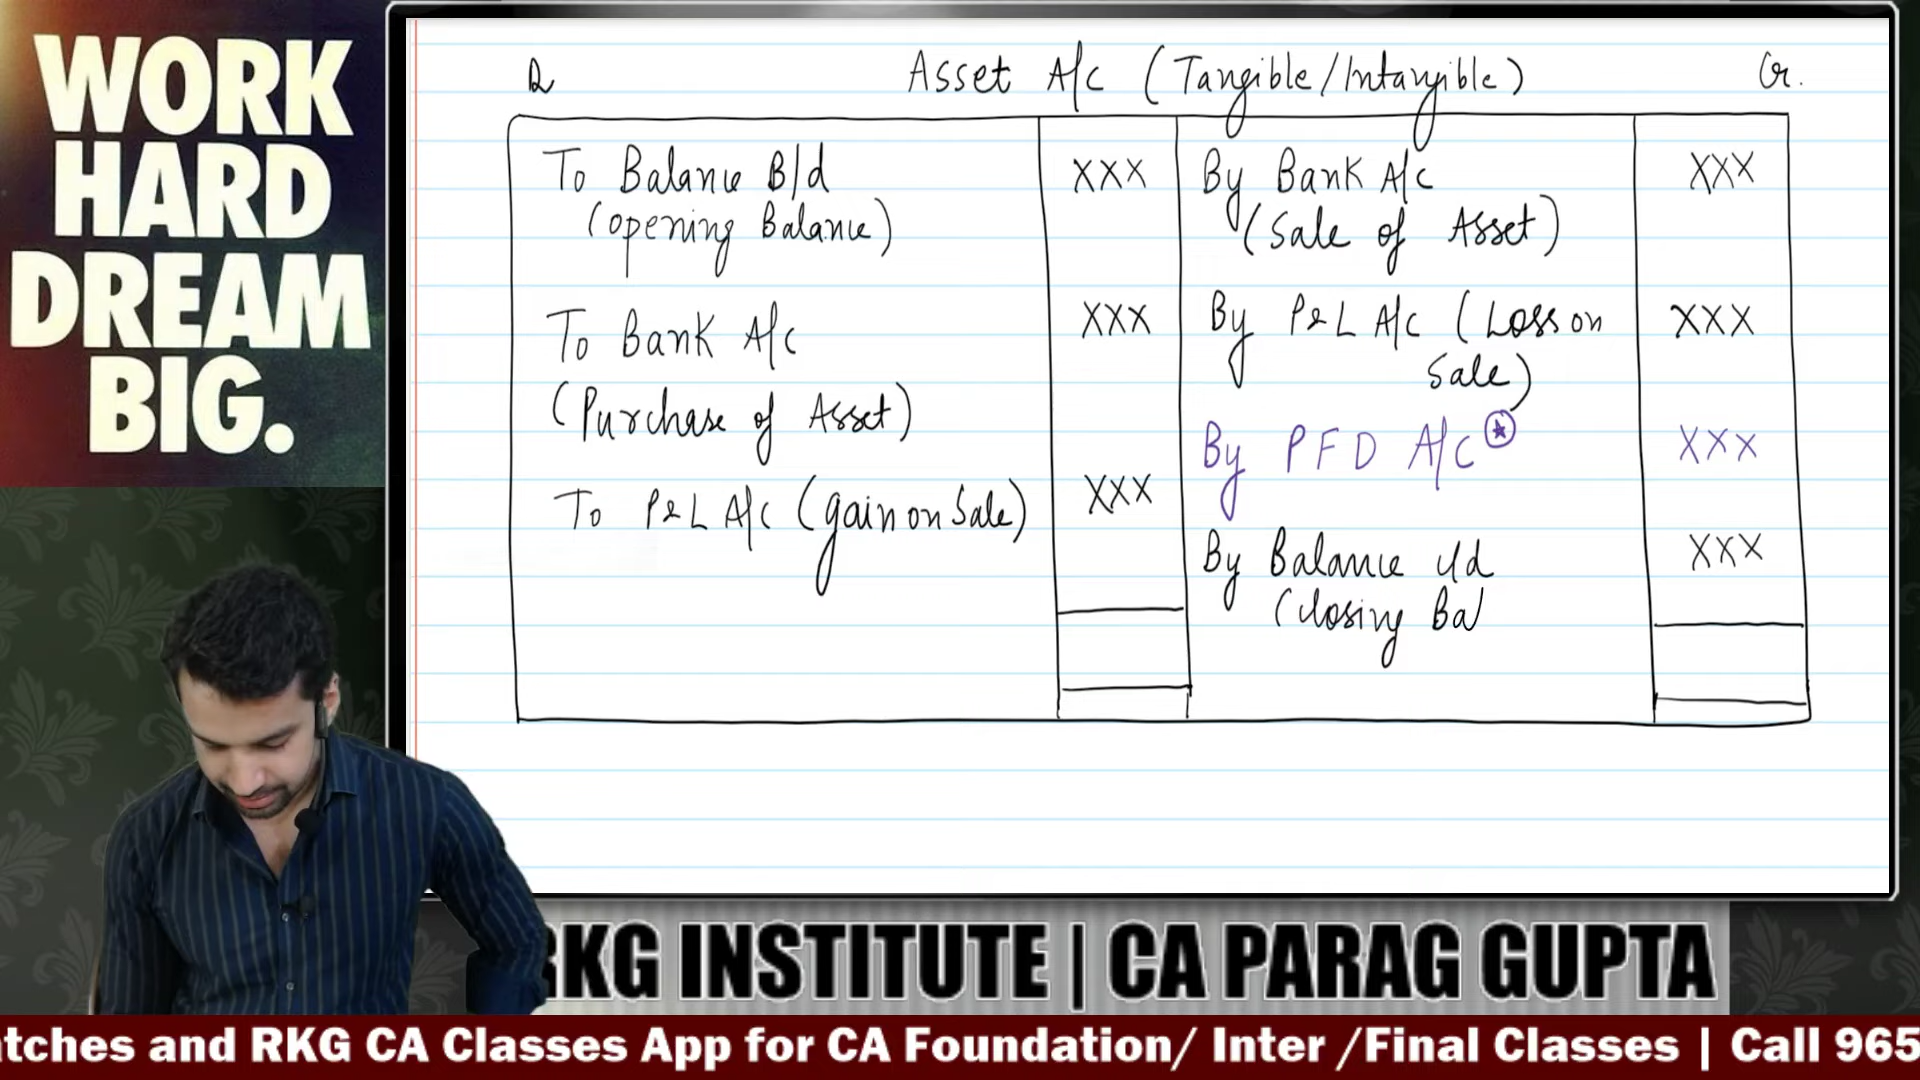 WORK
HARD
DREAM
BIG.
Dr
Asset A/c (Tangible/Intangible)
Cr.
To Balance B/d
(opening Balance)
XXX
To Bank A/c
(Purchase of Asset)
XXX
To P&L A/c (gain on Sale)
XXX
By Bank A/c
(Sale of Asset)
XXX
By P&L A/c (Loss on
Sale)
XXX
By PFD A/c
XXX
By Balance c/d
(closing Bal
XXX
RKG INSTITUTE | CA PARAG GUPTA
atches and RKG CA Classes App for CA Foundation/ Inter /Final Classes | Call 965